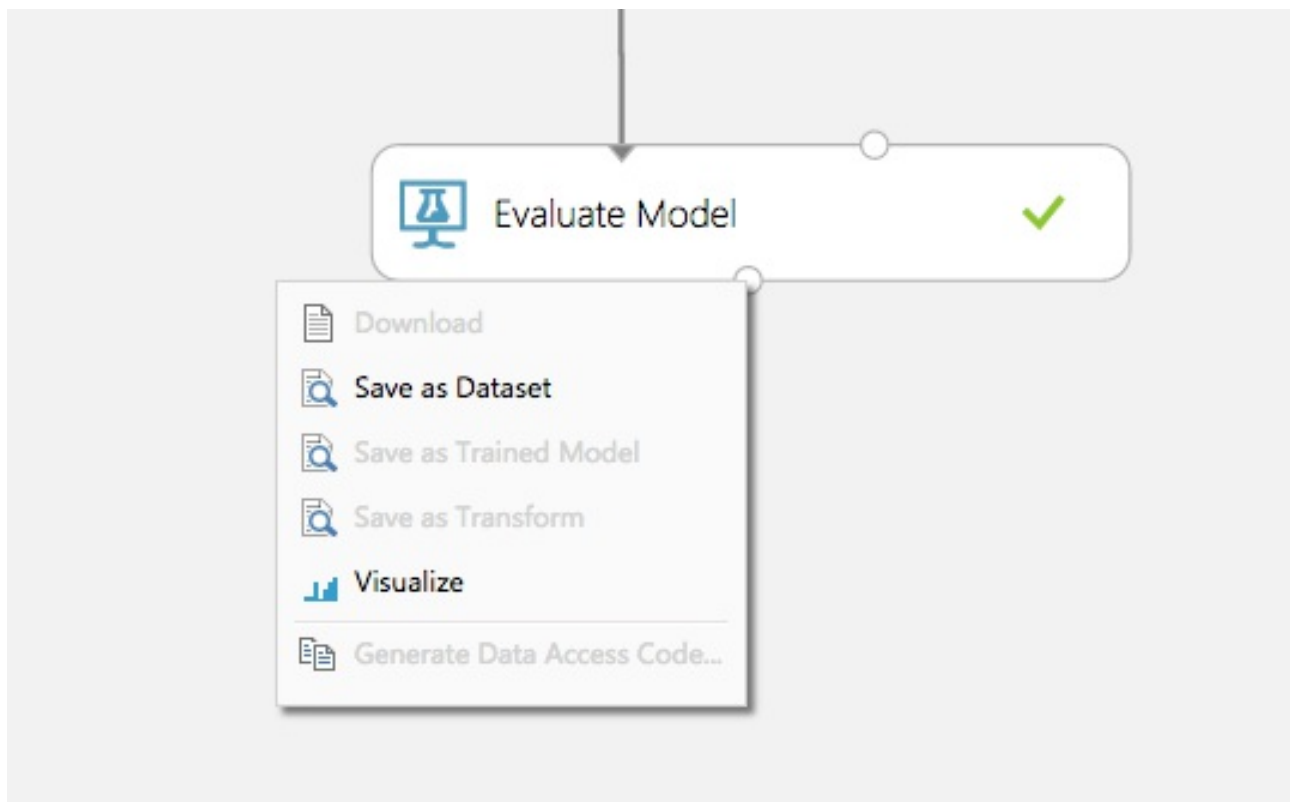 Evaluate Model
Download
Save as Dataset
Save as Trained Model
Save as Transform
Visualize
Generate Data Access Code...